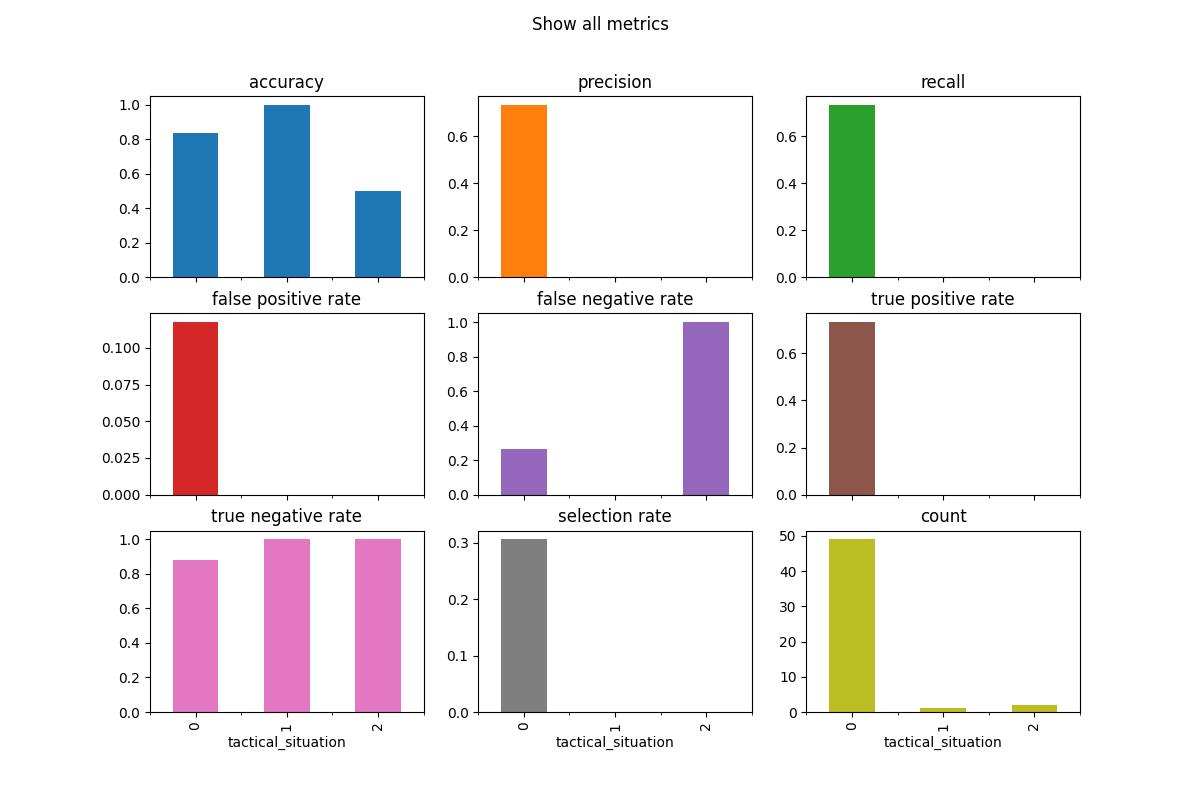 Show all metrics
accuracy
precision
recall
1.0
0.8
0.6
0.4
0.2
0.0
0.6
0.4
0.2
0.0
0.6
0.4
0.2
0.0
false positive rate
false negative rate
true positive rate
0.100
0.075
0.050
0.025
0.000
1.0
0.8
0.6
0.4
0.2
0.0
0.6
0.4
0.2
0.0
true negative rate
selection rate
count
1.0
0.8
0.6
0.4
0.2
0.0
0.3
0.2
0.1
0.0
50
40
30
20
10
0
0 1 2
tactical_situation
0 1 2
tactical_situation
0 1 2
tactical_situation